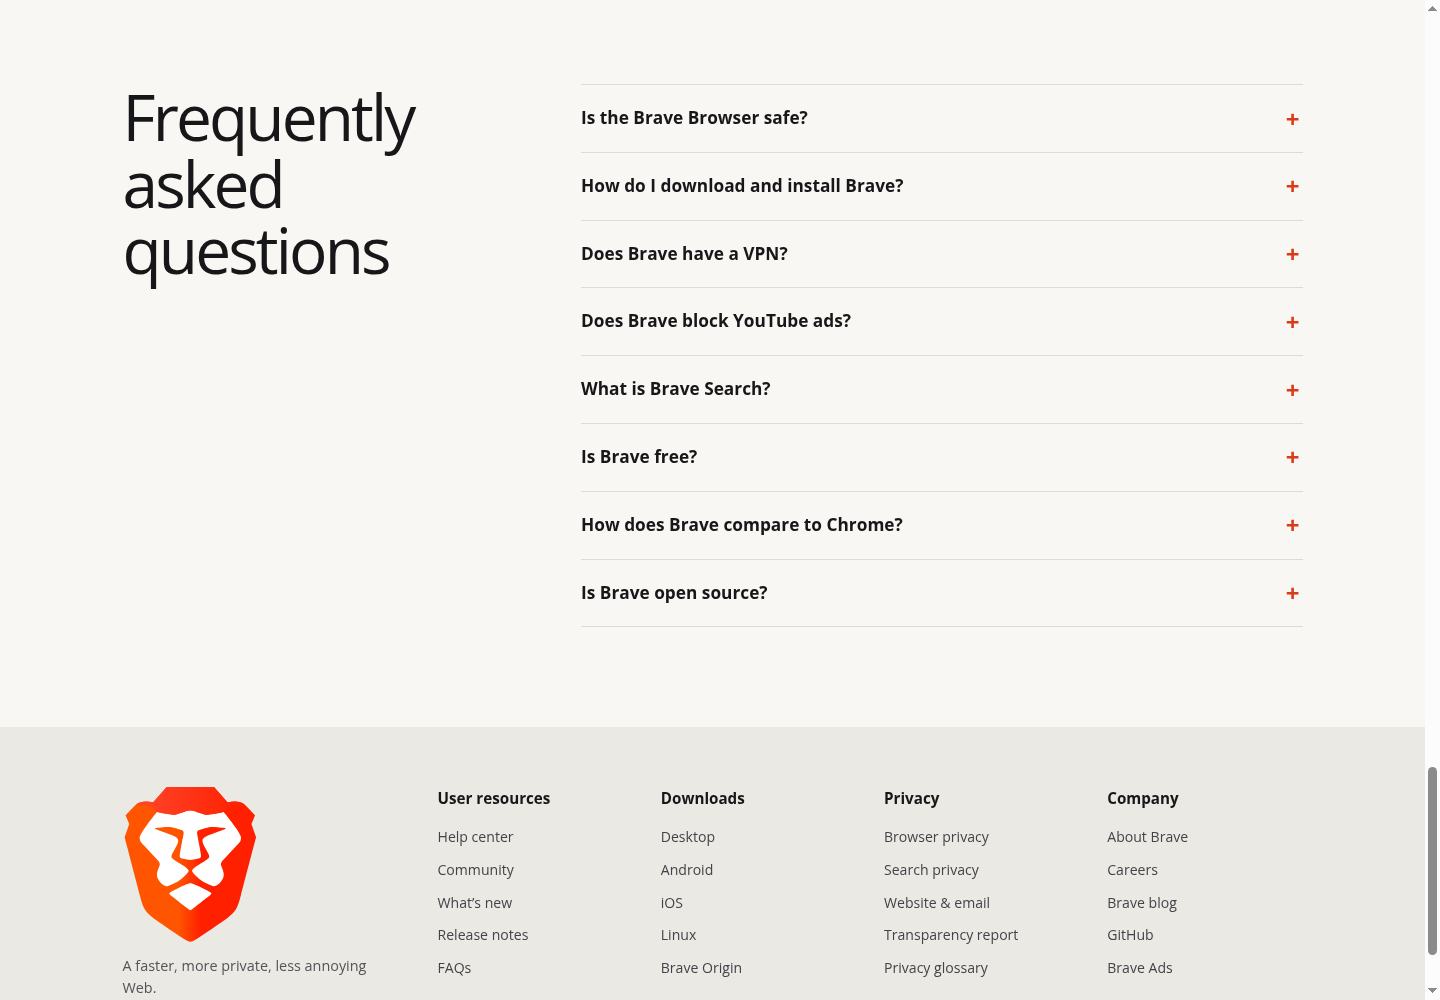 Frequently
asked
questions
Is the Brave Browser safe?
How do I download and install Brave?
Does Brave have a VPN?
Does Brave block YouTube ads?
What is Brave Search?
Is Brave free?
How does Brave compare to Chrome?
Is Brave open source?
A faster, more private, less annoying
Web.
User resources
Help center
Community
What’s new
Release notes
FAQs
Downloads
Desktop
Android
iOS
Linux
Brave Origin
Privacy
Browser privacy
Search privacy
Website & email
Transparency report
Privacy glossary
Company
About Brave
Careers
Brave blog
GitHub
Brave Ads